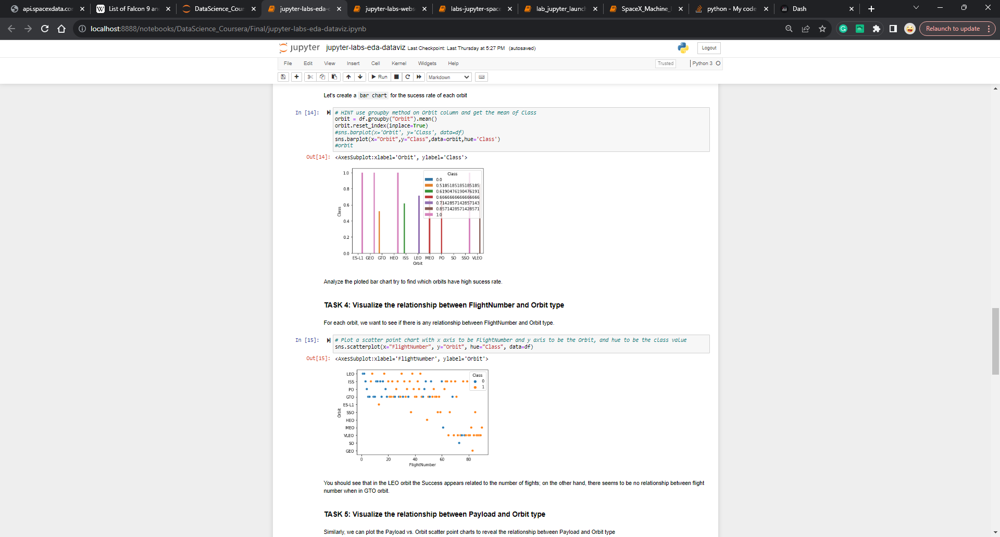 api.spacexdata.cor
List of Falcon 9 an
DataScience_Cour
jupyter-labs-eda-d
jupyter-labs-webs
labs-jupyter-space
lab_jupyter_launch
SpaceX_Machine_
python - My code
Dash
localhost:8888/notebooks/DataScience_Coursera/Final/jupyter-labs-eda-dataviz.ipynb
Relaunch to update
jupyter jupyter-labs-eda-dataviz Last Checkpoint: Last Thursday at 5:27 PM (autosaved)
Logout
File Edit View Insert Cell Kernel Widgets Help
Trusted
Python 3
Run
Markdown
Let's create a bar chart for the sucess rate of each orbit
In [14]:
# HINT use groupby method on Orbit column and get the mean of Class
orbit = df.groupby("Orbit").mean()
orbit.reset_index(inplace=True)
#sns.barplot(x='Orbit', y='Class', data=df)
sns.barplot(x="Orbit",y="Class",data=orbit,hue='Class')
#orbit
Out[14]: <AxesSubplot:xlabel='Orbit', ylabel='Class'>
1.0
0.8
0.6
0.4
0.2
0.0
Class
Class
0.0
0.5185185185185185
0.6190476190476191
0.6666666666666666
0.7142857142857143
0.8571428571428571
1.0
ES-L1 GEO GTO HEO ISS LEO MEO PO SO SSO VLEO
Orbit
Analyze the ploted bar chart try to find which orbits have high sucess rate.
TASK 4: Visualize the relationship between FlightNumber and Orbit type
For each orbit, we want to see if there is any relationship between FlightNumber and Orbit type.
In [15]:
# Plot a scatter point chart with x axis to be FlightNumber and y axis to be the Orbit, and hue to be the class value
sns.scatterplot(x="FlightNumber", y="Orbit", hue="Class", data=df)
Out[15]: <AxesSubplot:xlabel='FlightNumber', ylabel='Orbit'>
LEO
ISS
PO
GTO
ES-L1
SSO
HEO
MEO
VLEO
SO
GEO
Orbit
Class
0
1
0 20 40 60 80
FlightNumber
You should see that in the LEO orbit the Success appears related to the number of flights; on the other hand, there seems to be no relationship between flight
number when in GTO orbit.
TASK 5: Visualize the relationship between Payload and Orbit type
Similarly, we can plot the Payload vs. Orbit scatter point charts to reveal the relationship between Payload and Orbit type